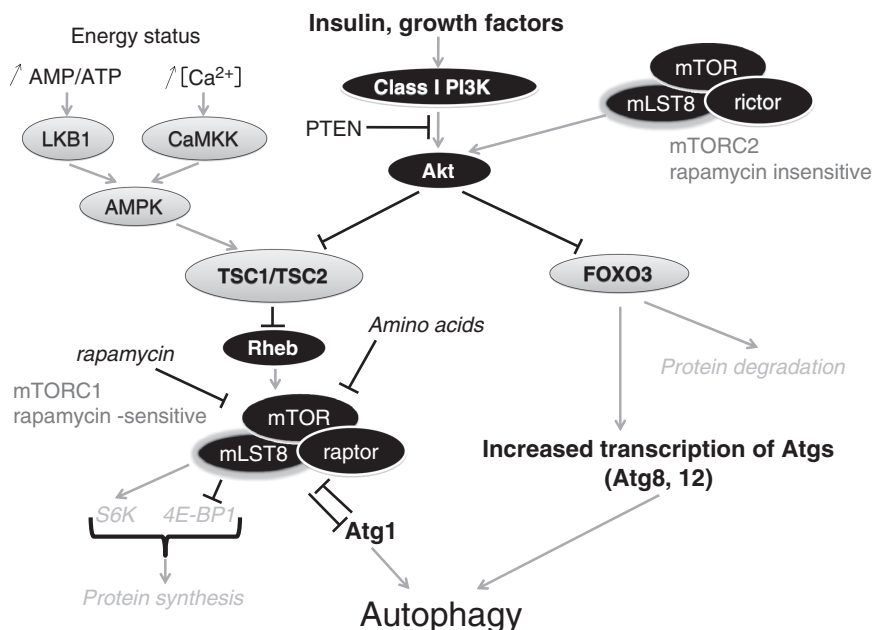 Energy status
Insulin, growth factors
AMP/ATP
[Ca²⁺]
Class I PI3K
mTOR
mLST8
rictor
LKB1
CaMKK
PTEN
mTORC2
rapamycin insensitive
Akt
AMPK
TSC1/TSC2
FOXO3
Amino acids
Rheb
rapamycin
Protein degradation
mTORC1
rapamycin -sensitive
mTOR
mLST8
raptor
Increased transcription of Atgs
(Atg8, 12)
S6K
4E-BP1
Atg1
Protein synthesis
Autophagy